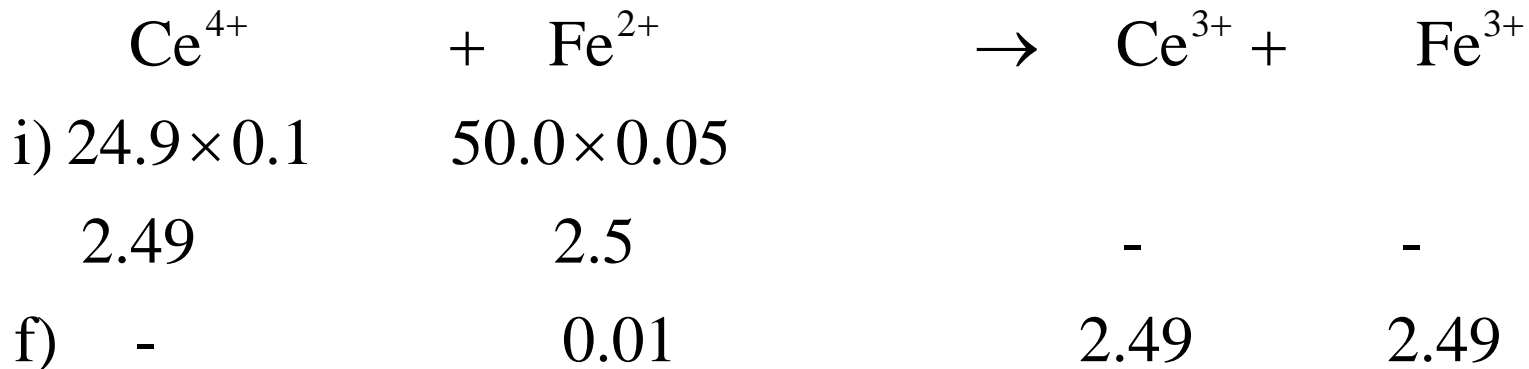 Ce⁴⁺ + Fe²⁺ → Ce³⁺ + Fe³⁺
i) 24.9×0.1 50.0×0.05
2.49 2.5 - -
f) - 0.01 2.49 2.49